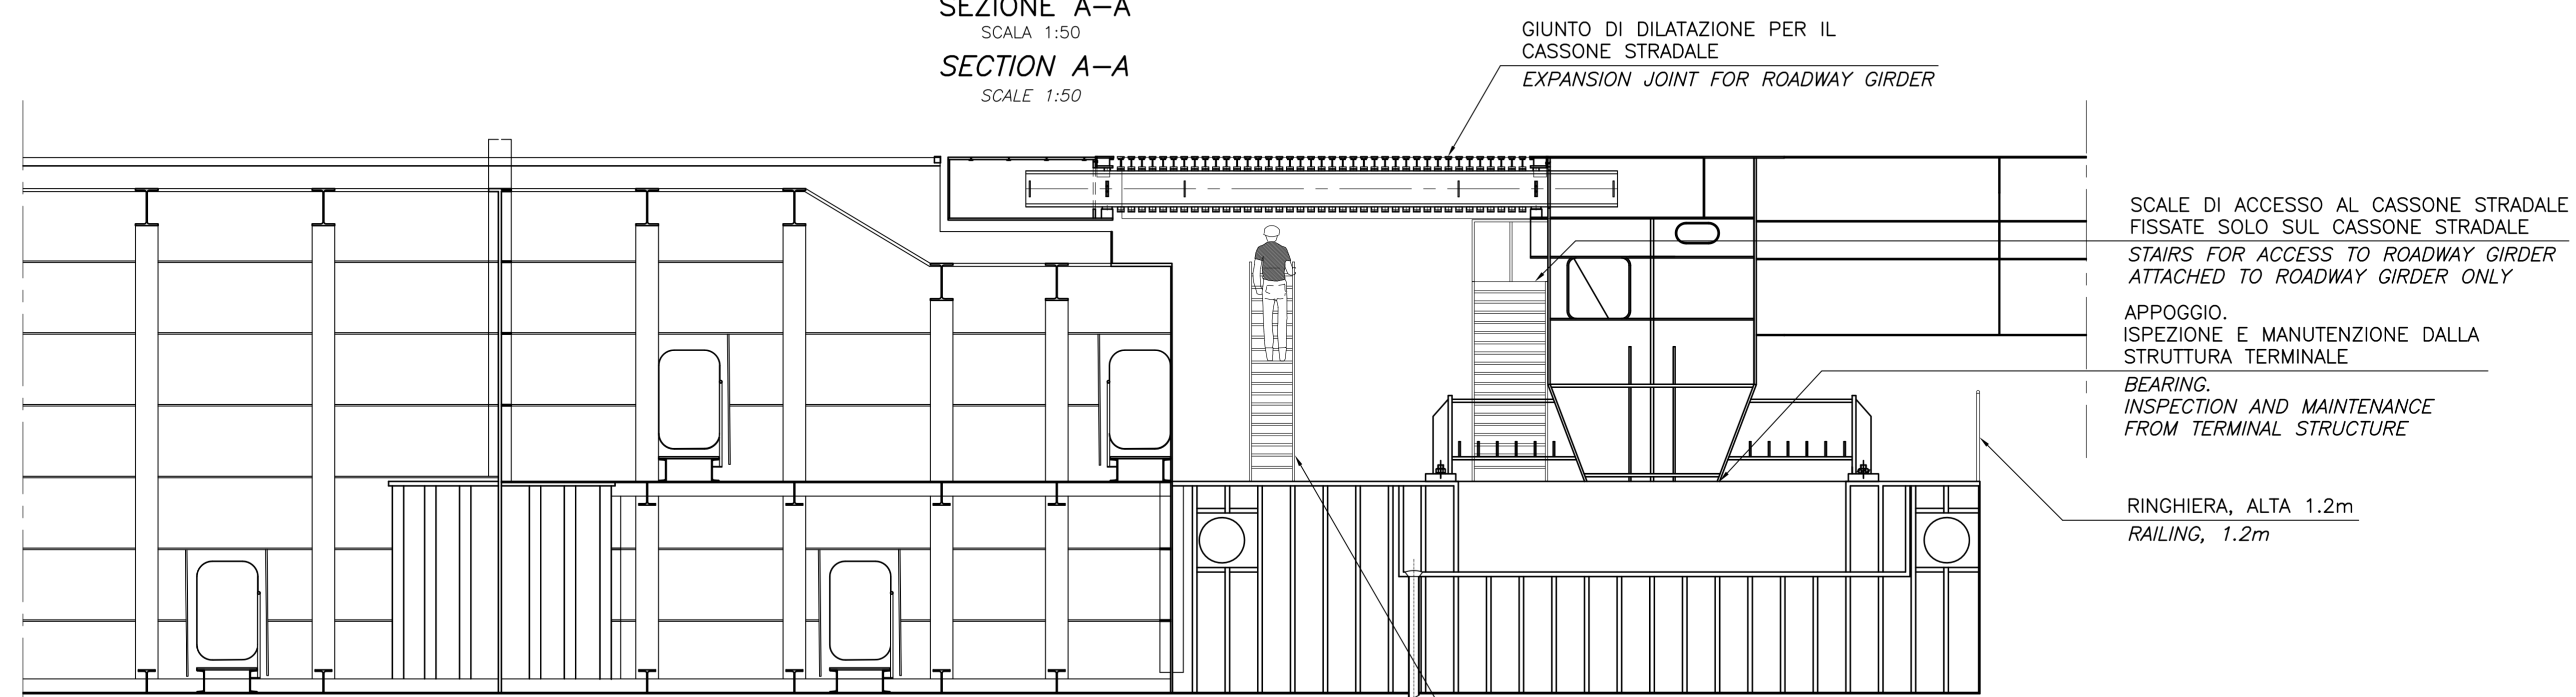 SEZIONE A-A
SCALA 1:50
SECTION A-A
SCALE 1:50
GIUNTO DI DILATAZIONE PER IL
CASSONE STRADALE
EXPANSION JOINT FOR ROADWAY GIRDER
SCALE DI ACCESSO AL CASSONE STRADALE
FISSATE SOLO SUL CASSONE STRADALE
STAIRS FOR ACCESS TO ROADWAY GIRDER
ATTACHED TO ROADWAY GIRDER ONLY
APPOGGIO.
ISPEZIONE E MANUTENZIONE DALLA
STRUTTURA TERMINALE
BEARING.
INSPECTION AND MAINTENANCE
FROM TERMINAL STRUCTURE
RINGHIERA, ALTA 1.2m
RAILING, 1.2m